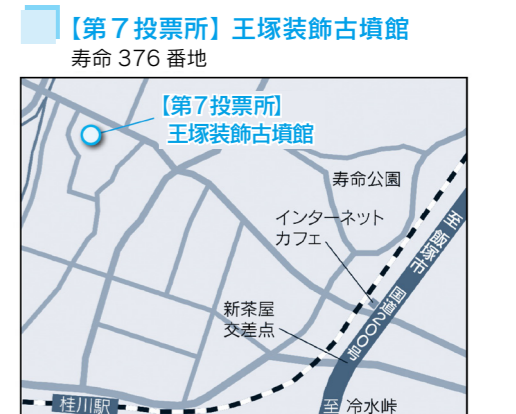 【第7投票所】王塚装飾古墳館
寿命 376 番地
【第7投票所】
王塚装飾古墳館
寿命公園
インターネット
カフェ
至 飯塚市
国道200号
新茶屋
交差点
桂川駅
至 冷水峠